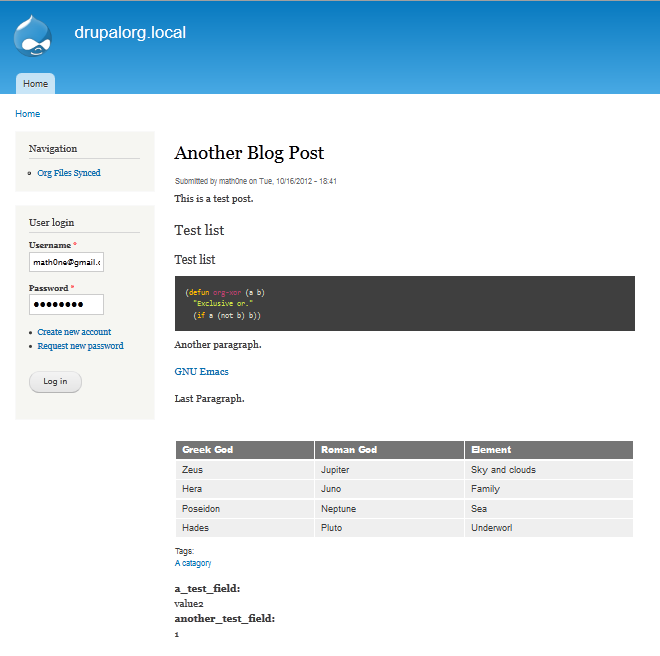 drupalorg.local
Home
Home
Navigation
Org Files Synced
User login
Username *
math0ne@gmail.c
Password *
●●●●●●●●
Create new account
Request new password
Log in
Another Blog Post
Submitted by math0ne on Tue, 10/16/2012 - 18:41
This is a test post.
Test list
Test list
(defun org-xor (a b)
"Exclusive or."
(if a (not b) b))
Another paragraph.
GNU Emacs
Last Paragraph.
Greek God Roman God Element
Zeus Jupiter Sky and clouds
Hera Juno Family
Poseidon Neptune Sea
Hades Pluto Underworl
Tags:
A catagory
a_test_field:
value2
another_test_field:
1